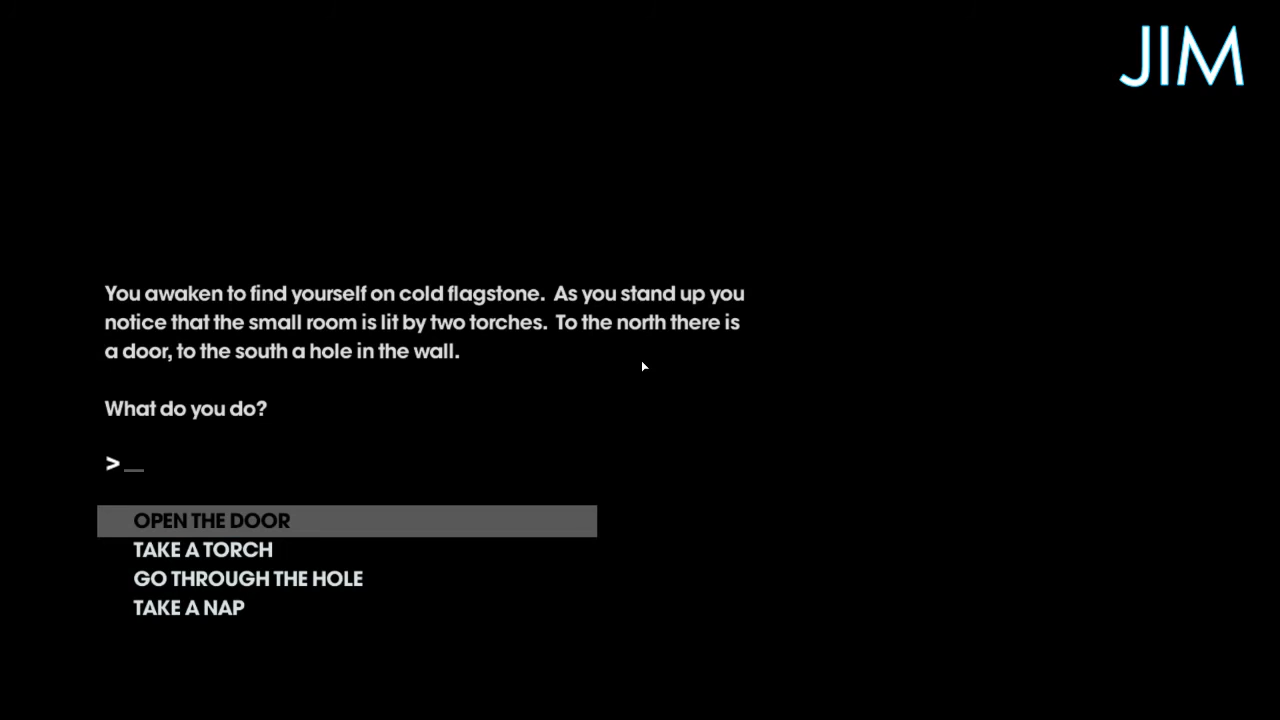 JIM
You awaken to find yourself on cold flagstone.  As you stand up you
notice that the small room is lit by two torches.  To the north there is
a door, to the south a hole in the wall.
What do you do?
>__
OPEN THE DOOR
TAKE A TORCH
GO THROUGH THE HOLE
TAKE A NAP